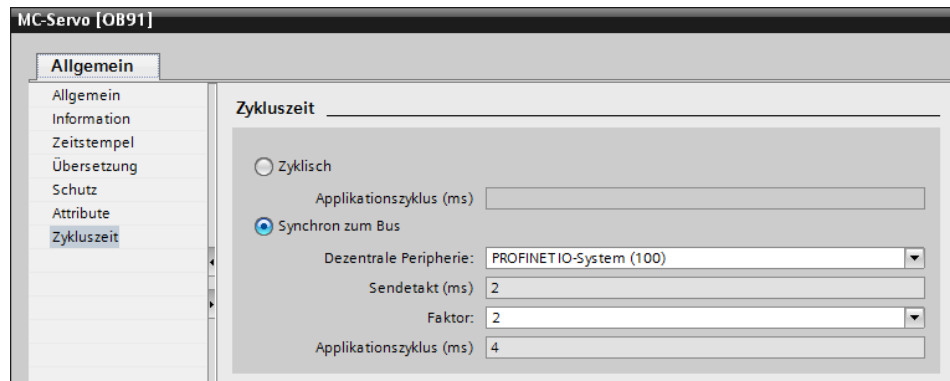 MC-Servo [OB91]
Allgemein
Allgemein
Information
Zeitstempel
Übersetzung
Schutz
Attribute
Zykluszeit
Zykluszeit
Zyklisch
Applikationszyklus (ms)
Synchron zum Bus
Dezentrale Peripherie: PROFINET IO-System (100)
Sendetakt (ms) 2
Faktor: 2
Applikationszyklus (ms) 4